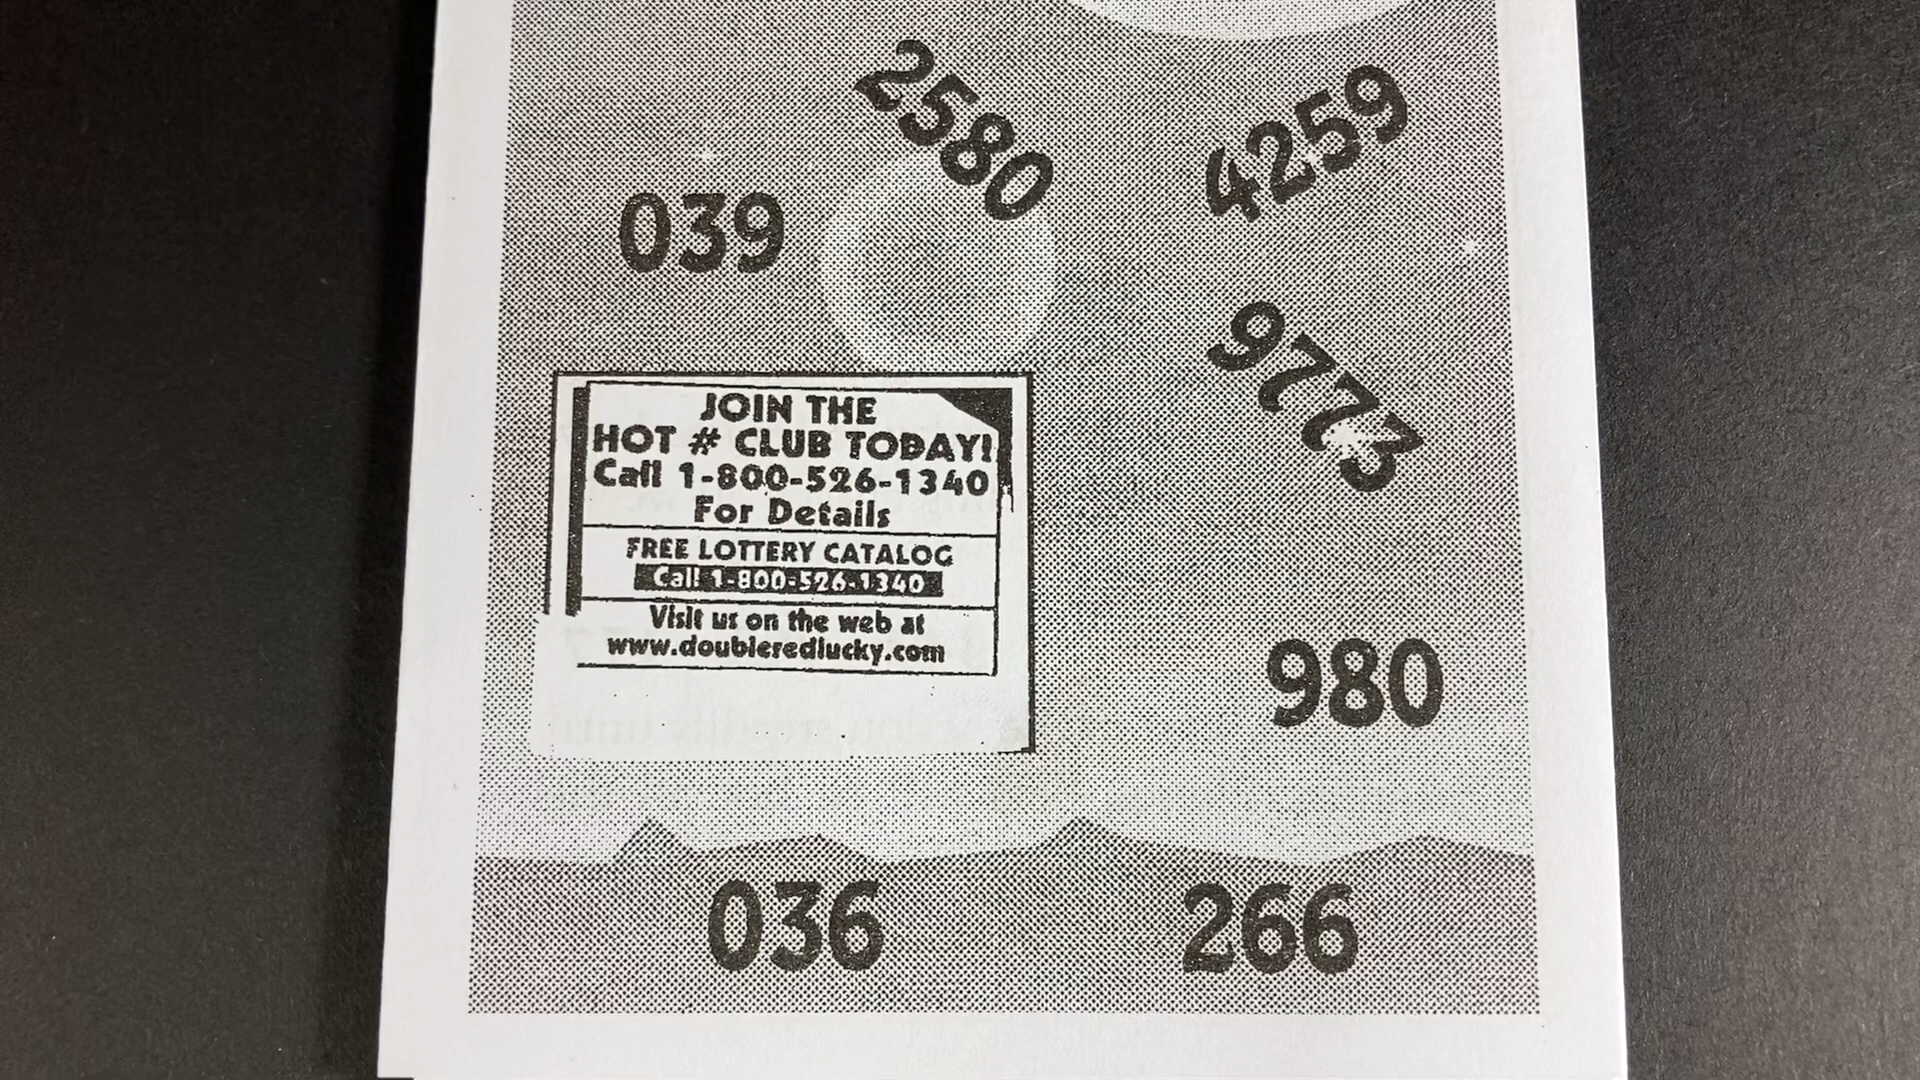 2580
4259
039
9773
JOIN THE
HOT # CLUB TODAY!
Call 1-800-526-1340
For Details
FREE LOTTERY CATALOG
Call 1-800-526-1340
Visit us on the web at
www.doubleredlucky.com
980
036
266